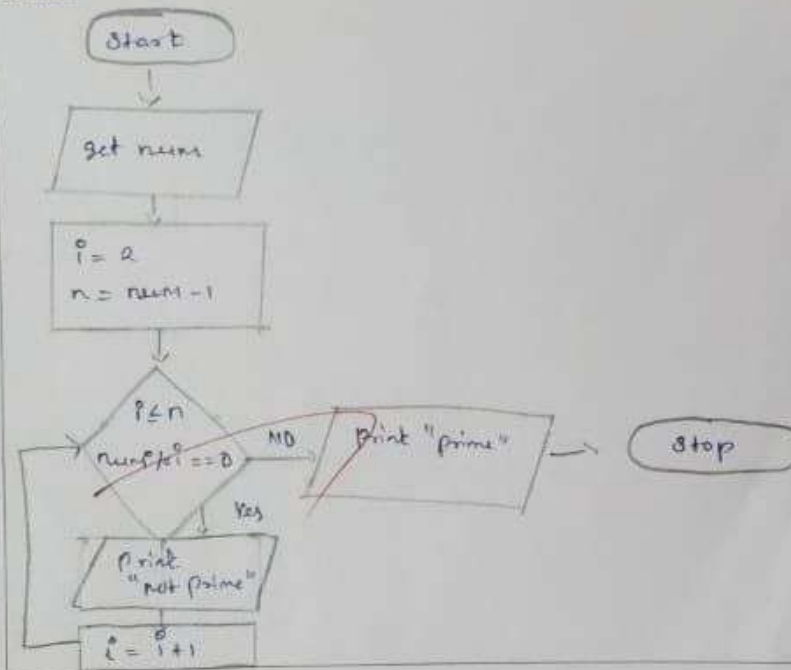 Start
get num
i = 2
n = num - 1
i ≤ n
num % i == 0
NO
print "prime"
Stop
Yes
print
"not prime"
i = i + 1